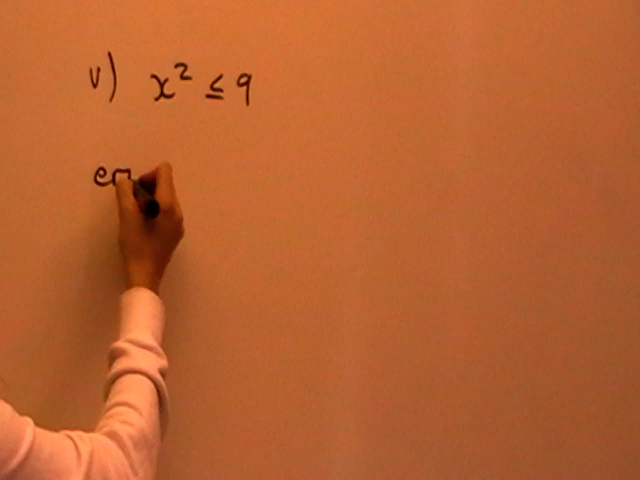 v) x² ≤ 9